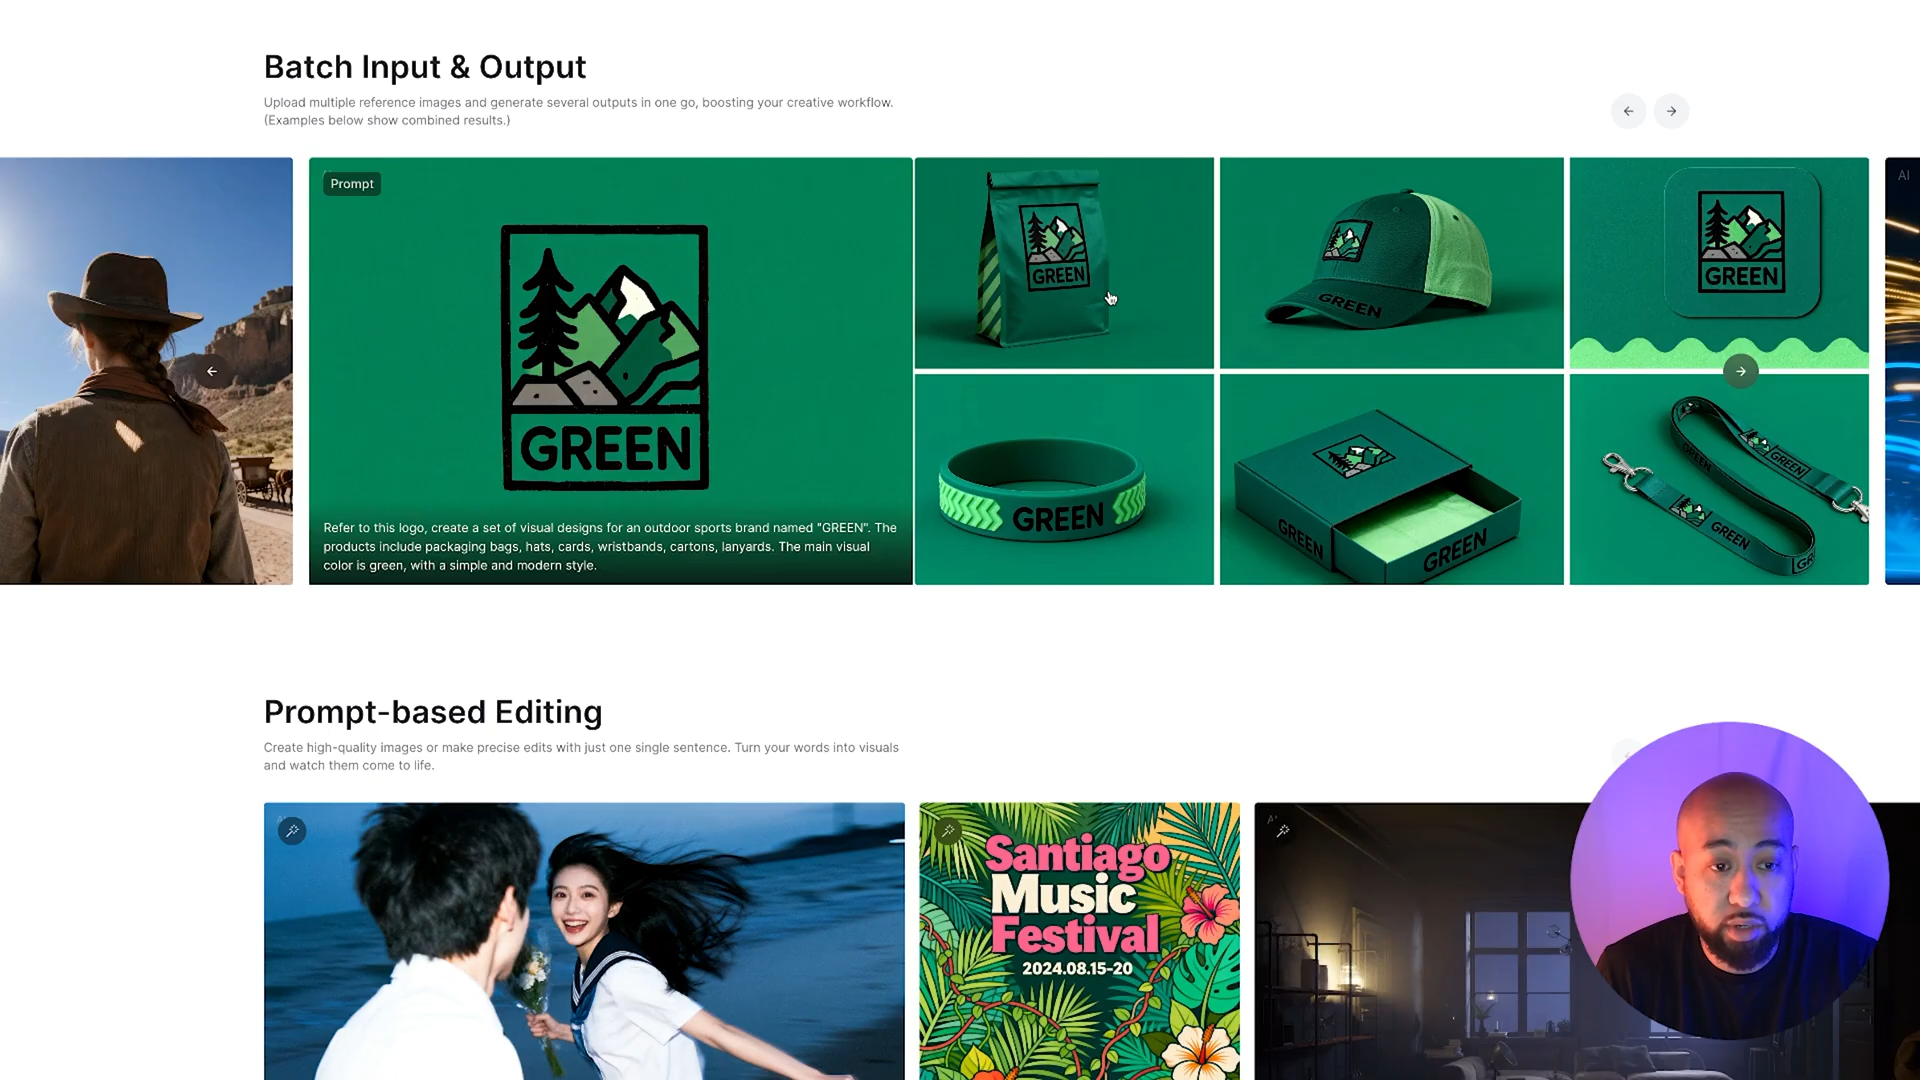 Batch Input & Output
Upload multiple reference images and generate several outputs in one go, boosting your creative workflow.
(Examples below show combined results.)
Prompt
GREEN
Refer to this logo, create a set of visual designs for an outdoor sports brand named "GREEN". The
products include packaging bags, hats, cards, wristbands, cartons, lanyards. The main visual
color is green, with a simple and modern style.
GREEN
GREEN
GREEN
GREEN
GREEN
GREEN
GREEN
GREEN
GREEN
AI
Prompt-based Editing
Create high-quality images or make precise edits with just one single sentence. Turn your words into visuals
and watch them come to life.
Santiago
Music
Festival
2024.08.15-20